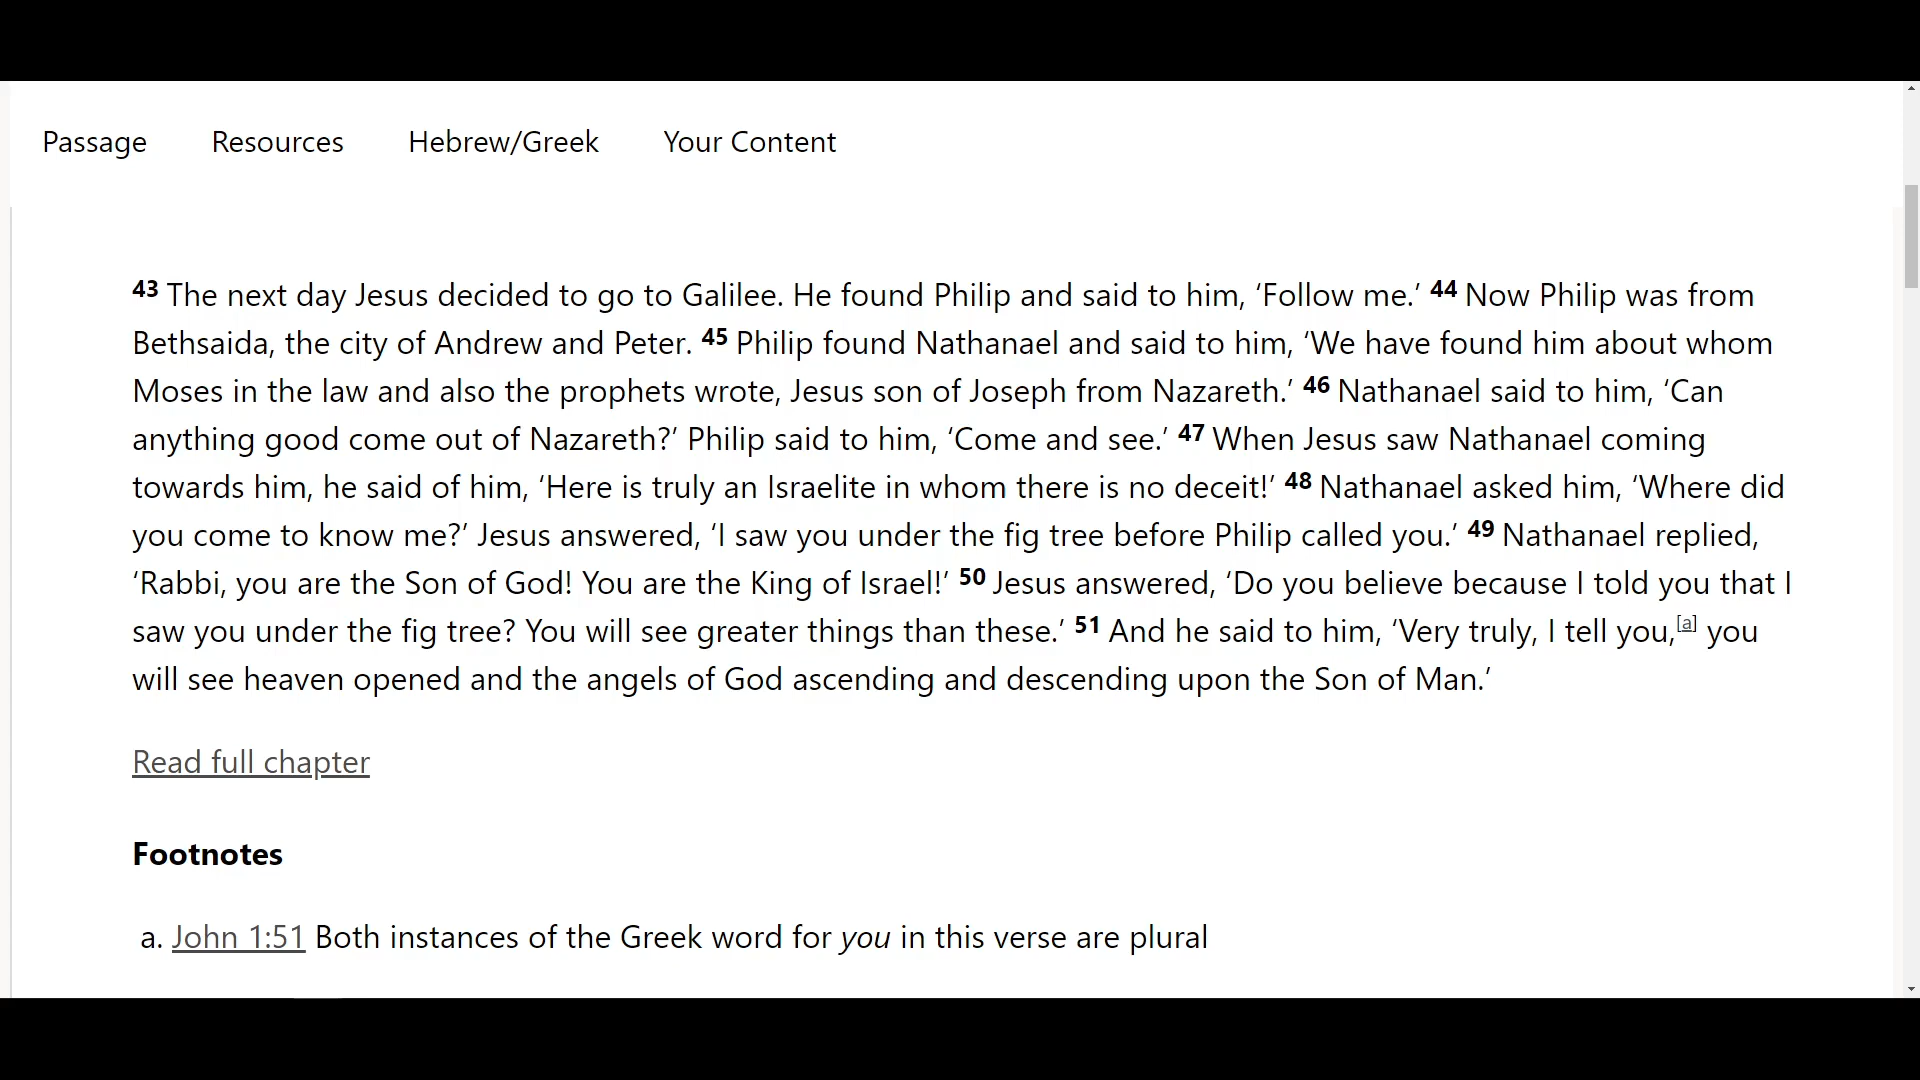 Passage Resources Hebrew/Greek Your Content
43 The next day Jesus decided to go to Galilee. He found Philip and said to him, ‘Follow me.’ 44 Now Philip was from
Bethsaida, the city of Andrew and Peter. 45 Philip found Nathanael and said to him, ‘We have found him about whom
Moses in the law and also the prophets wrote, Jesus son of Joseph from Nazareth.’ 46 Nathanael said to him, ‘Can
anything good come out of Nazareth?’ Philip said to him, ‘Come and see.’ 47 When Jesus saw Nathanael coming
towards him, he said of him, ‘Here is truly an Israelite in whom there is no deceit!’ 48 Nathanael asked him, ‘Where did
you come to know me?’ Jesus answered, ‘I saw you under the fig tree before Philip called you.’ 49 Nathanael replied,
‘Rabbi, you are the Son of God! You are the King of Israel!’ 50 Jesus answered, ‘Do you believe because I told you that I
saw you under the fig tree? You will see greater things than these.’ 51 And he said to him, ‘Very truly, I tell you,[a] you
will see heaven opened and the angels of God ascending and descending upon the Son of Man.’
Read full chapter
Footnotes
a. John 1:51 Both instances of the Greek word for you in this verse are plural